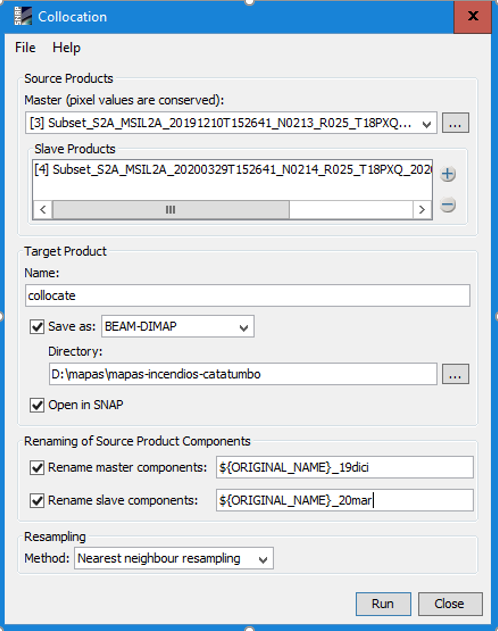 SNAP
Collocation
x
File Help
Source Products
Master (pixel values are conserved):
[3] Subset_S2A_MSIL2A_20191210T152641_N0213_R025_T18PXQ... ...
Slave Products
[4] Subset_S2A_MSIL2A_20200329T152641_N0214_R025_T18PXQ_202
Target Product
Name:
collocate
Save as: BEAM-DIMAP
Directory:
D:\mapas\mapas-incendios-catatumbo ...
Open in SNAP
Renaming of Source Product Components
Rename master components: ${ORIGINAL_NAME}_19dici
Rename slave components: ${ORIGINAL_NAME}_20mar
Resampling
Method: Nearest neighbour resampling
Run Close